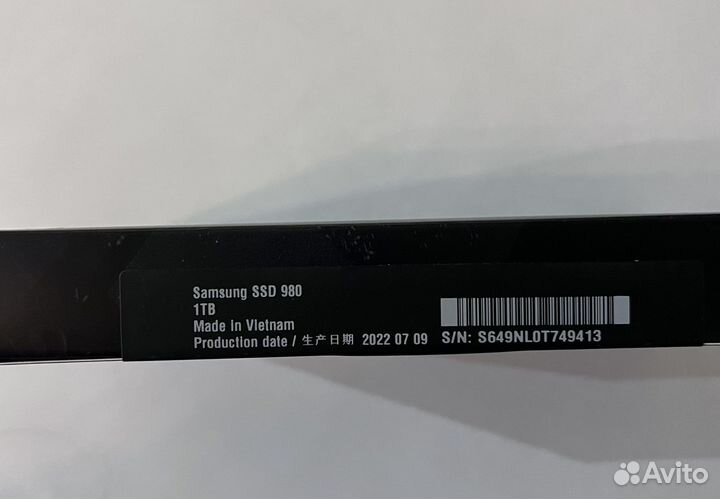 Samsung SSD 980
1TB
Made in Vietnam
Production date / 生产日期 2022 07 09
S/N: S649NL0T749413
Avito